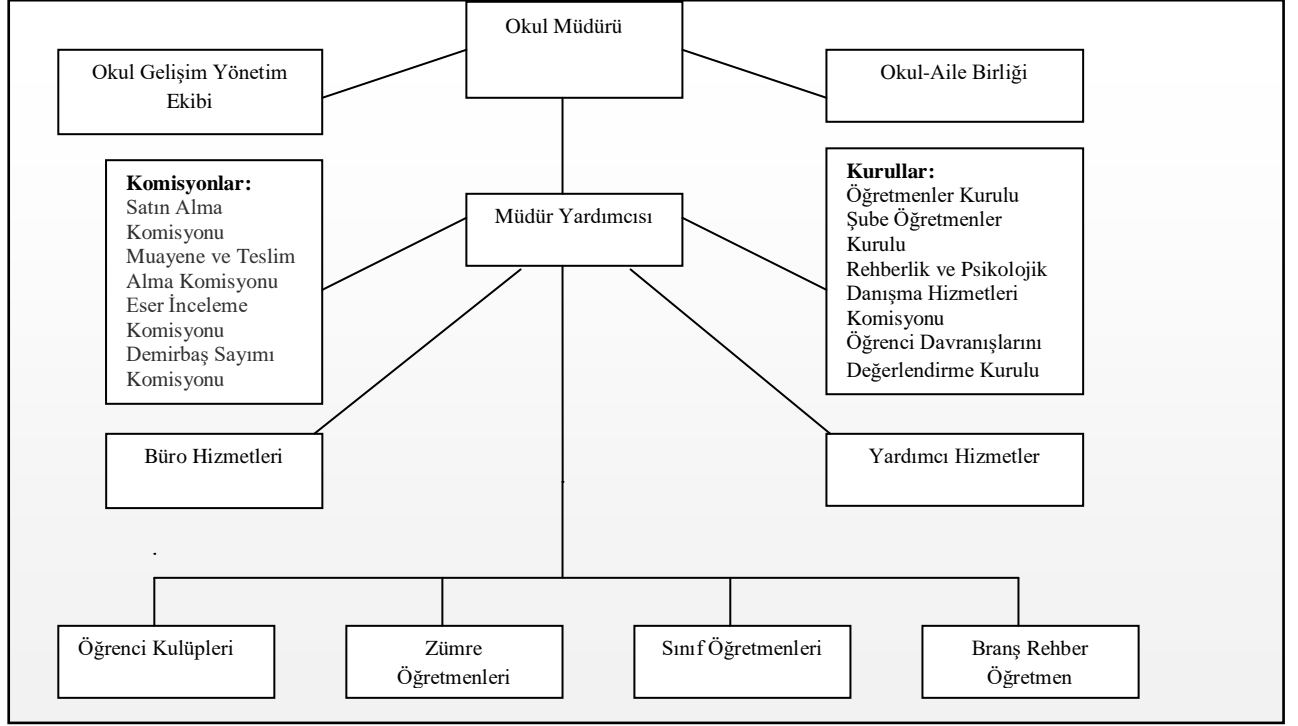 Okul Müdürü
Okul Gelişim Yönetim
Ekibi
Okul-Aile Birliği
Komisyonlar:
Satın Alma
Komisyonu
Muayene ve Teslim
Alma Komisyonu
Eser İnceleme
Komisyonu
Demirbaş Sayımı
Komisyonu
Müdür Yardımcısı
Kurullar:
Öğretmenler Kurulu
Şube Öğretmenler
Kurulu
Rehberlik ve Psikolojik
Danışma Hizmetleri
Komisyonu
Öğrenci Davranışlarını
Değerlendirme Kurulu
Büro Hizmetleri
Yardımcı Hizmetler
.
Öğrenci Kulüpleri
Zümre
Öğretmenleri
Sınıf Öğretmenleri
Branş Rehber
Öğretmen